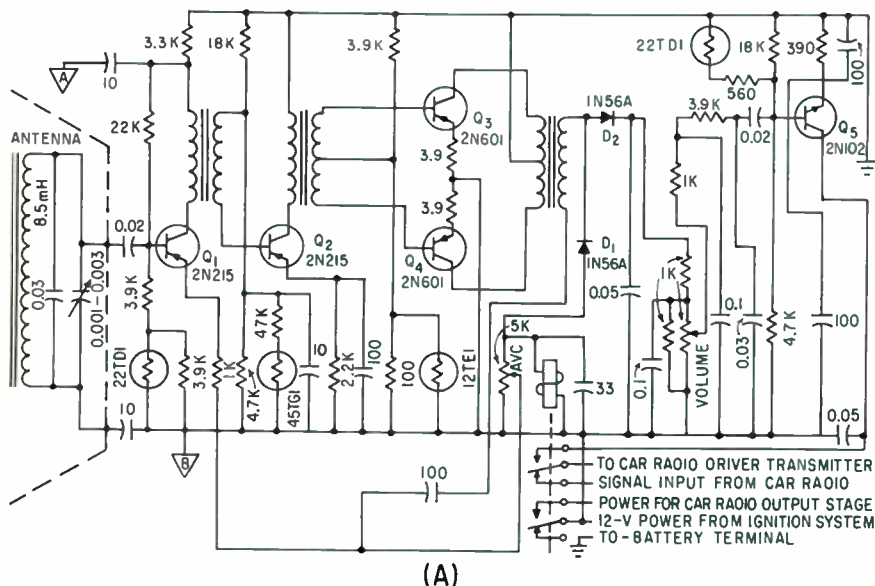 A
10
3.3K
18K
3.9K
22TD1
18K
390
100
560
ANTENNA
22K
Q3
2N601
3.9
3.9
Q4
2N601
1N56A
D2
3.9K
0.02
Q5
2N102
1K
8.5mH
0.03
0.001-0.003
0.02
Q1
2N215
Q2
2N215
D1
1N56A
0.05
1K
3.9K
22TD1
3.9K
1K
4.7K
47K
45TG1
10
2.2K
100
100
12TE1
5K
AVC
33
0.1
VOLUME
0.1
0.03
4.7K
100
0.05
10
B
100
TO CAR RADIO DRIVER TRANSMITTER
SIGNAL INPUT FROM CAR RADIO
POWER FOR CAR RADIO OUTPUT STAGE
12-V POWER FROM IGNITION SYSTEM
TO-BATTERY TERMINAL
(A)